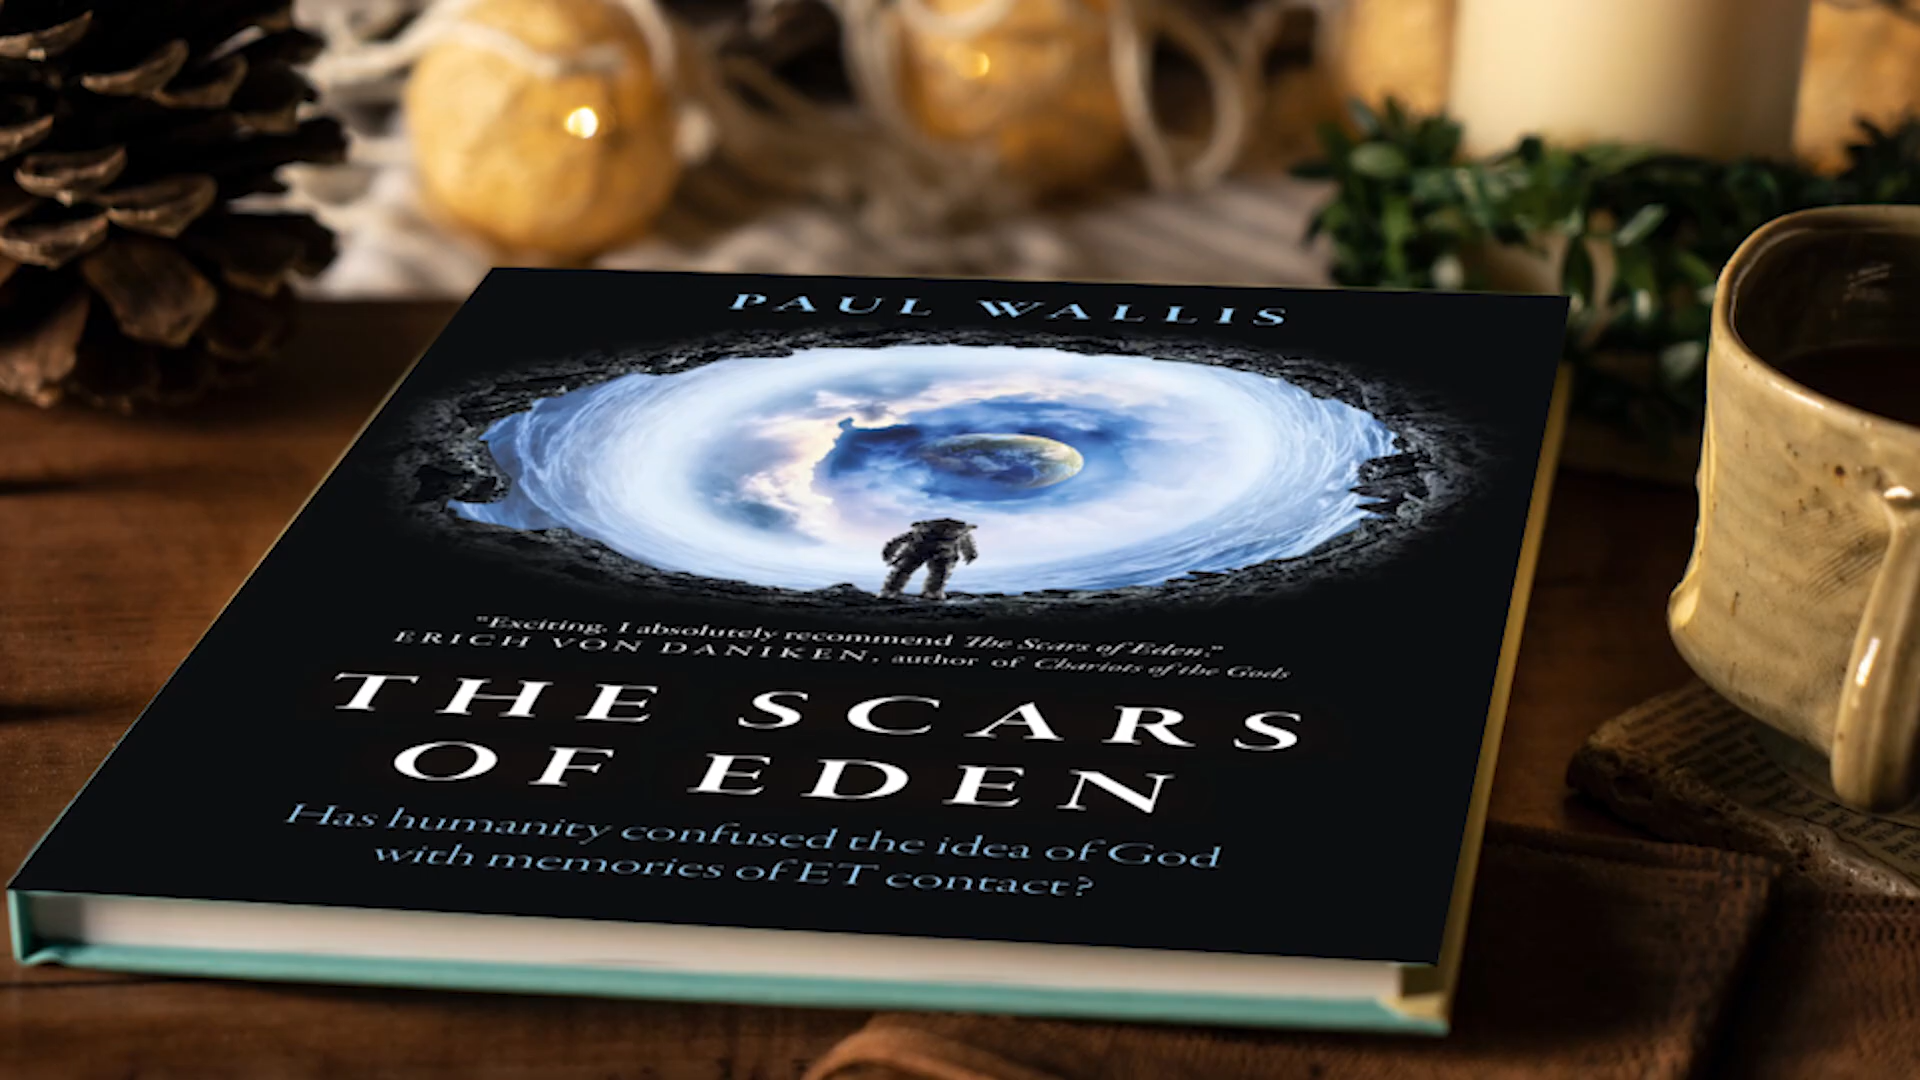 PAUL WALLIS
"Exciting. I absolutely recommend The Scars of Eden."
ERICH VON DANIKEN, author of Chariots of the Gods
THE SCARS
OF EDEN
Has humanity confused the idea of God
with memories of ET contact?